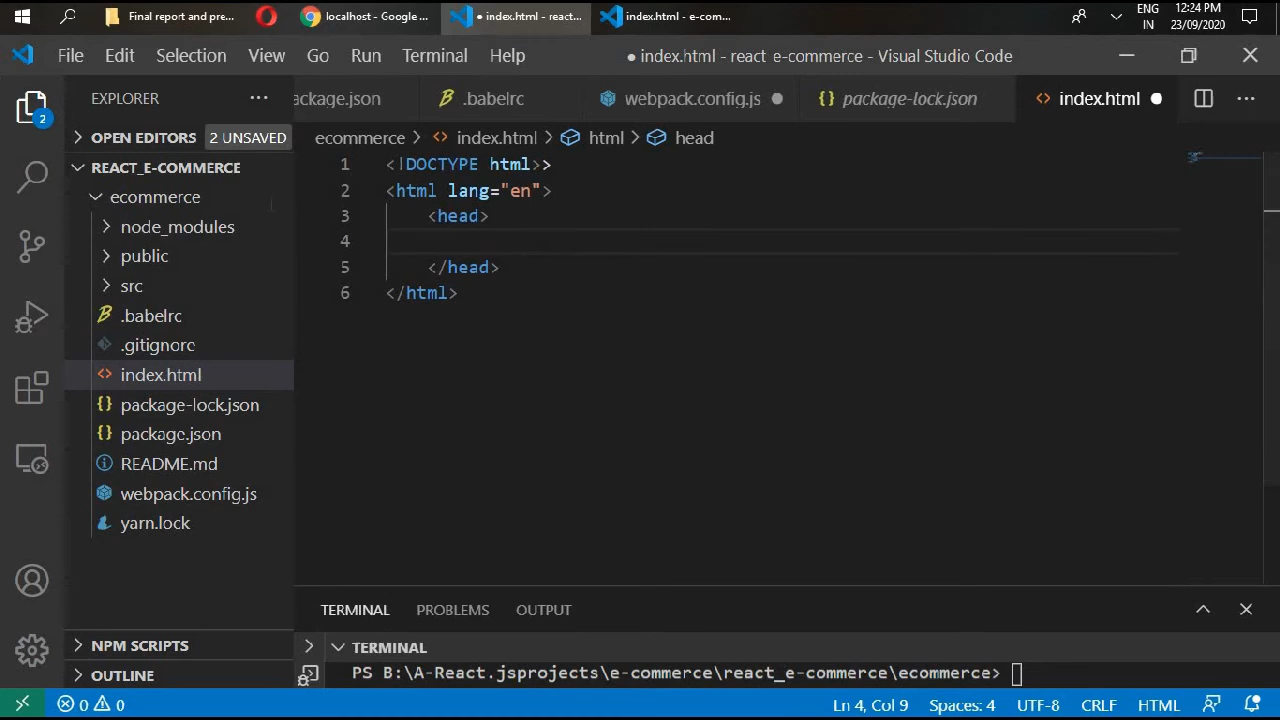 Final report and pre...
localhost - Google ...
● index.html - react...
index.html - e-com...
ENG
IN
12:24 PM
23/09/2020
File Edit Selection View Go Run Terminal Help
● index.html - react_e-commerce - Visual Studio Code
EXPLORER
2
ackage.json
.babelrc
webpack.config.js
package-lock.json
index.html
OPEN EDITORS
2 UNSAVED
ecommerce > index.html > html > head
REACT_E-COMMERCE
ecommerce
node_modules
public
src
.babelrc
.gitignore
index.html
package-lock.json
package.json
README.md
webpack.config.js
yarn.lock
NPM SCRIPTS
OUTLINE
1 <!DOCTYPE html>>
2 <html lang="en">
3 <head>
4
5 </head>
6 </html>
TERMINAL PROBLEMS OUTPUT
TERMINAL
PS B:\A-React.jsprojects\e-commerce\react_e-commerce\ecommerce>
0 0
Ln 4, Col 9
Spaces: 4
UTF-8
CRLF
HTML